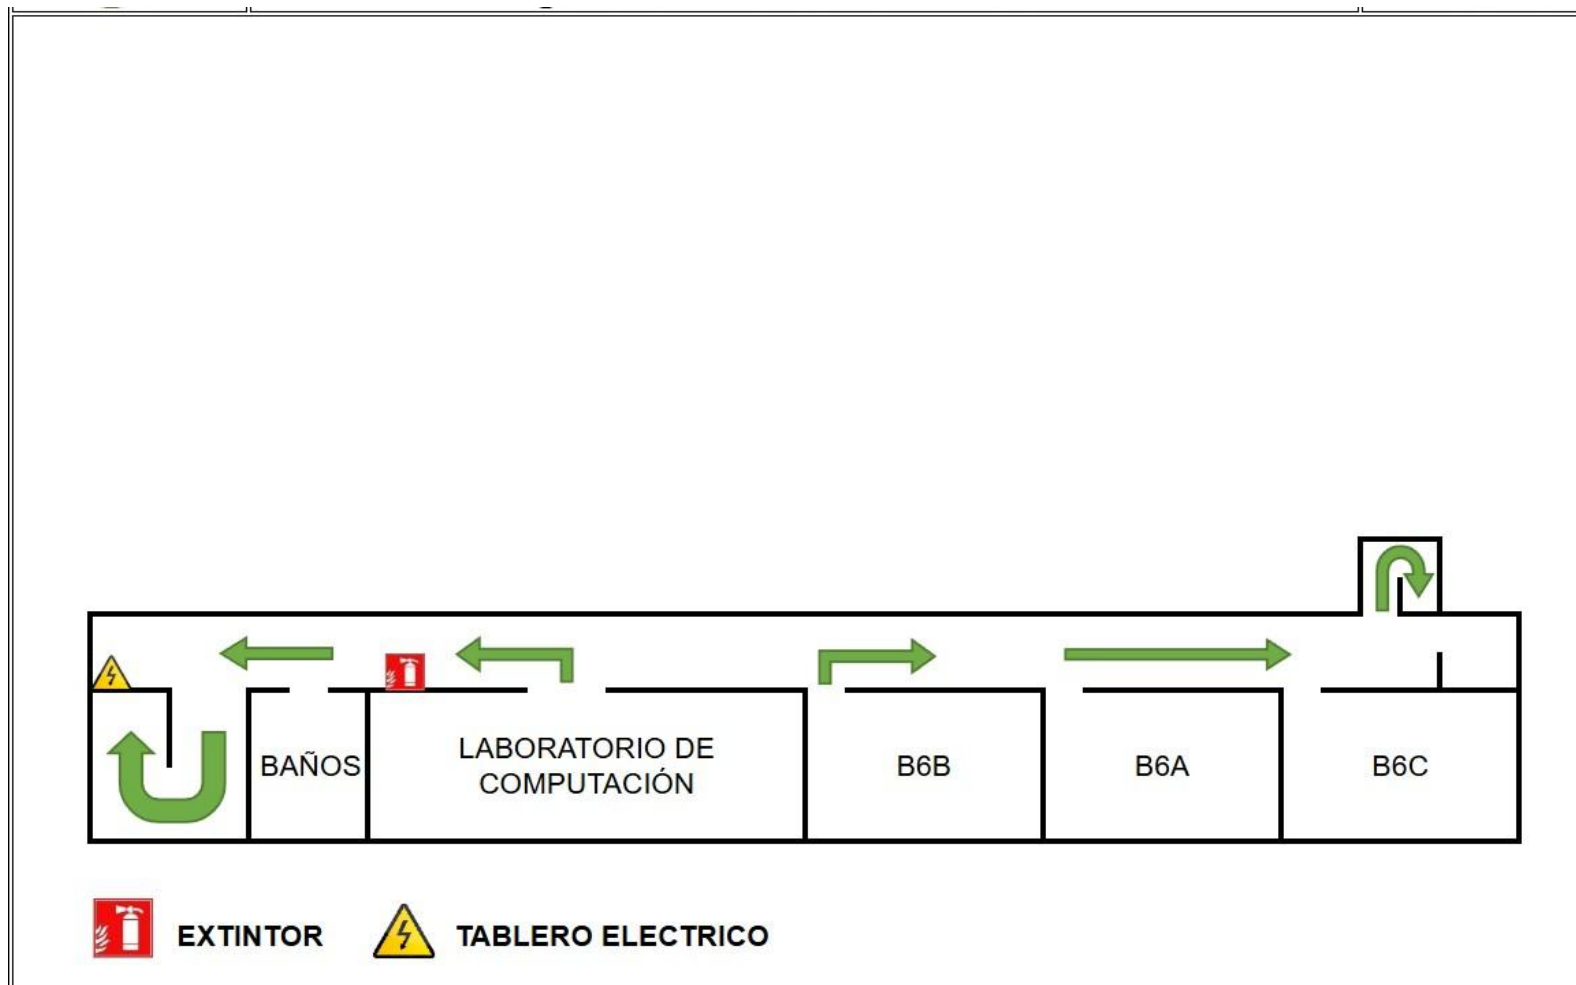 BAÑOS
LABORATORIO DE
COMPUTACIÓN
B6B
B6A
B6C
EXTINTOR
TABLERO ELECTRICO